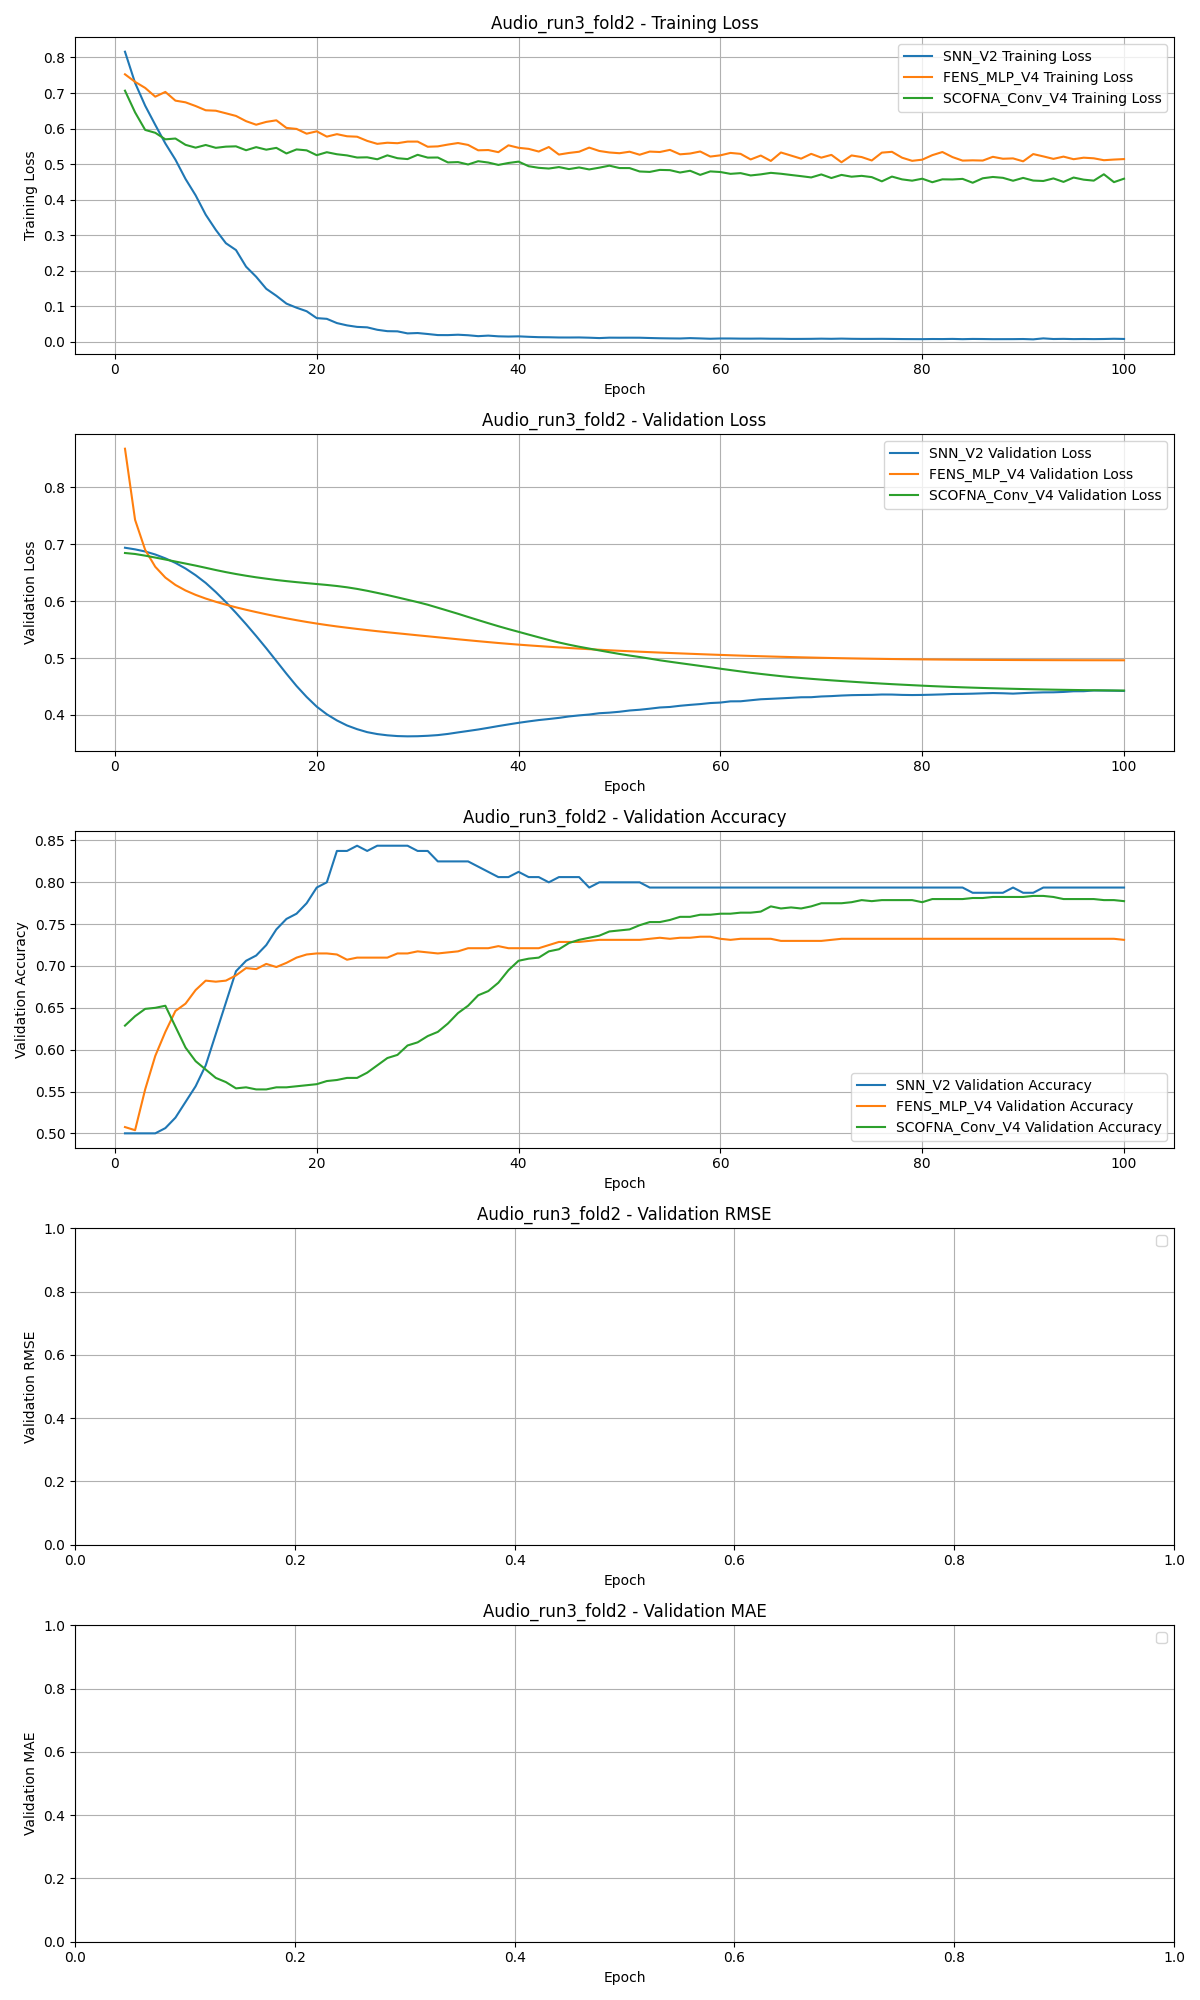 Audio_run3_fold2 - Training Loss
0.8
0.7
0.6
0.5
0.4
0.3
0.2
0.1
0.0
Training Loss
SNN_V2 Training Loss
FENS_MLP_V4 Training Loss
SCOFNA_Conv_V4 Training Loss
0 20 40 60 80 100
Epoch
Audio_run3_fold2 - Validation Loss
0.8
0.7
0.6
0.5
0.4
Validation Loss
SNN_V2 Validation Loss
FENS_MLP_V4 Validation Loss
SCOFNA_Conv_V4 Validation Loss
0 20 40 60 80 100
Epoch
Audio_run3_fold2 - Validation Accuracy
0.85
0.80
0.75
0.70
0.65
0.60
0.55
0.50
Validation Accuracy
SNN_V2 Validation Accuracy
FENS_MLP_V4 Validation Accuracy
SCOFNA_Conv_V4 Validation Accuracy
0 20 40 60 80 100
Epoch
Audio_run3_fold2 - Validation RMSE
1.0
0.8
0.6
0.4
0.2
0.0
Validation RMSE
0.0 0.2 0.4 0.6 0.8 1.0
Epoch
Audio_run3_fold2 - Validation MAE
1.0
0.8
0.6
0.4
0.2
0.0
Validation MAE
0.0 0.2 0.4 0.6 0.8 1.0
Epoch